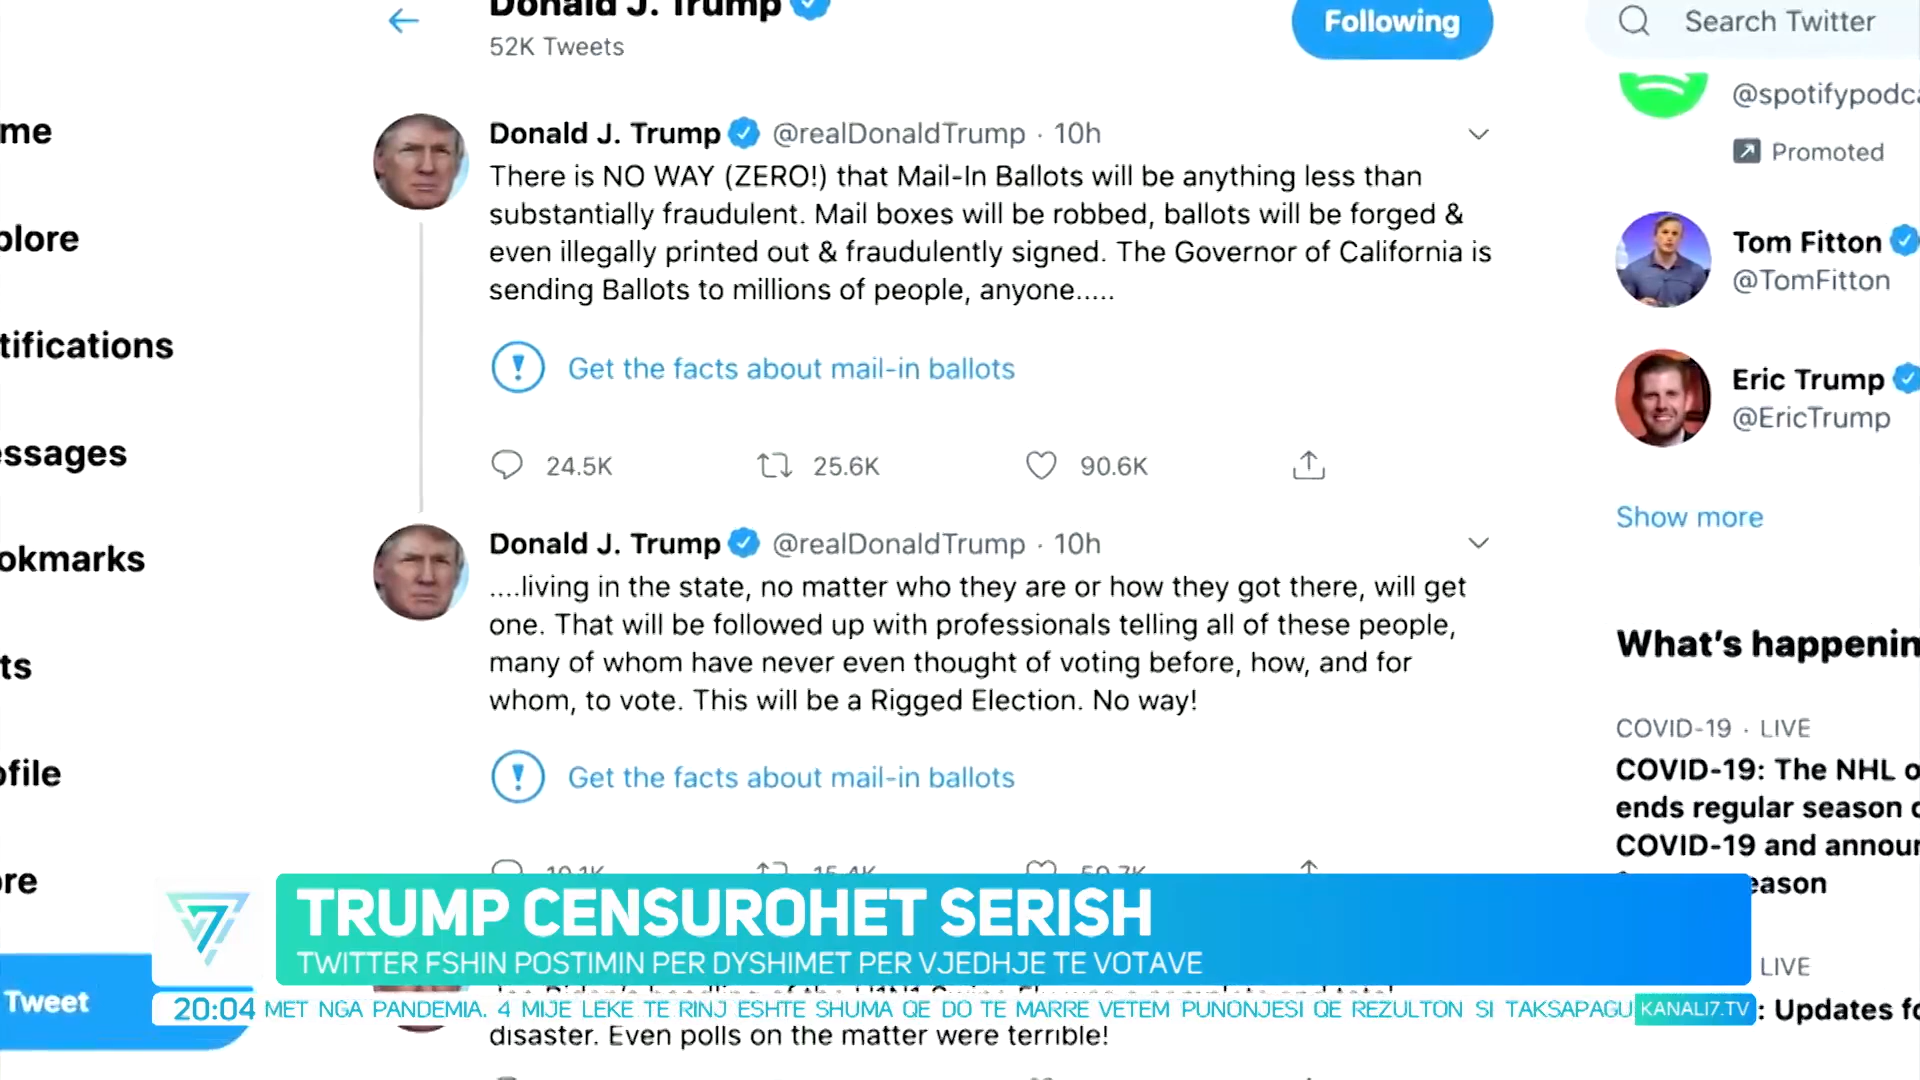 Donald J. Trump
52K Tweets
Following
Search Twitter
Donald J. Trump @realDonaldTrump · 10h
There is NO WAY (ZERO!) that Mail-In Ballots will be anything less than
substantially fraudulent. Mail boxes will be robbed, ballots will be forged &
even illegally printed out & fraudulently signed. The Governor of California is
sending Ballots to millions of people, anyone.....
Get the facts about mail-in ballots
24.5K 25.6K 90.6K
Donald J. Trump @realDonaldTrump · 10h
....living in the state, no matter who they are or how they got there, will get
one. That will be followed up with professionals telling all of these people,
many of whom have never even thought of voting before, how, and for
whom, to vote. This will be a Rigged Election. No way!
Get the facts about mail-in ballots
10.1K 15.4K 59.7K
disaster. Even polls on the matter were terrible!
me
plore
tifications
essages
okmarks
ts
ofile
ore
Tweet
@spotifypodca
Promoted
Tom Fitton
@TomFitton
Eric Trump
@EricTrump
Show more
What's happenin
COVID-19 · LIVE
COVID-19: The NHL o
ends regular season o
COVID-19 and announ
eason
LIVE
: Updates fo
TRUMP CENSUROHET SERISH
TWITTER FSHIN POSTIMIN PER DYSHIMET PER VJEDHJE TE VOTAVE
20:04 MET NGA PANDEMIA. 4 MIJE LEKE TE RINJ ESHTE SHUMA QE DO TE MARRE VETEM PUNONJESI QE REZULTON SI TAKSAPAGU
KANALI7.TV